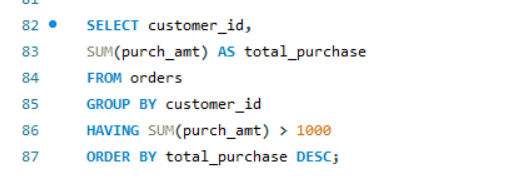 82 SELECT customer_id,
83 SUM(purch_amt) AS total_purchase
84 FROM orders
85 GROUP BY customer_id
86 HAVING SUM(purch_amt) > 1000
87 ORDER BY total_purchase DESC;